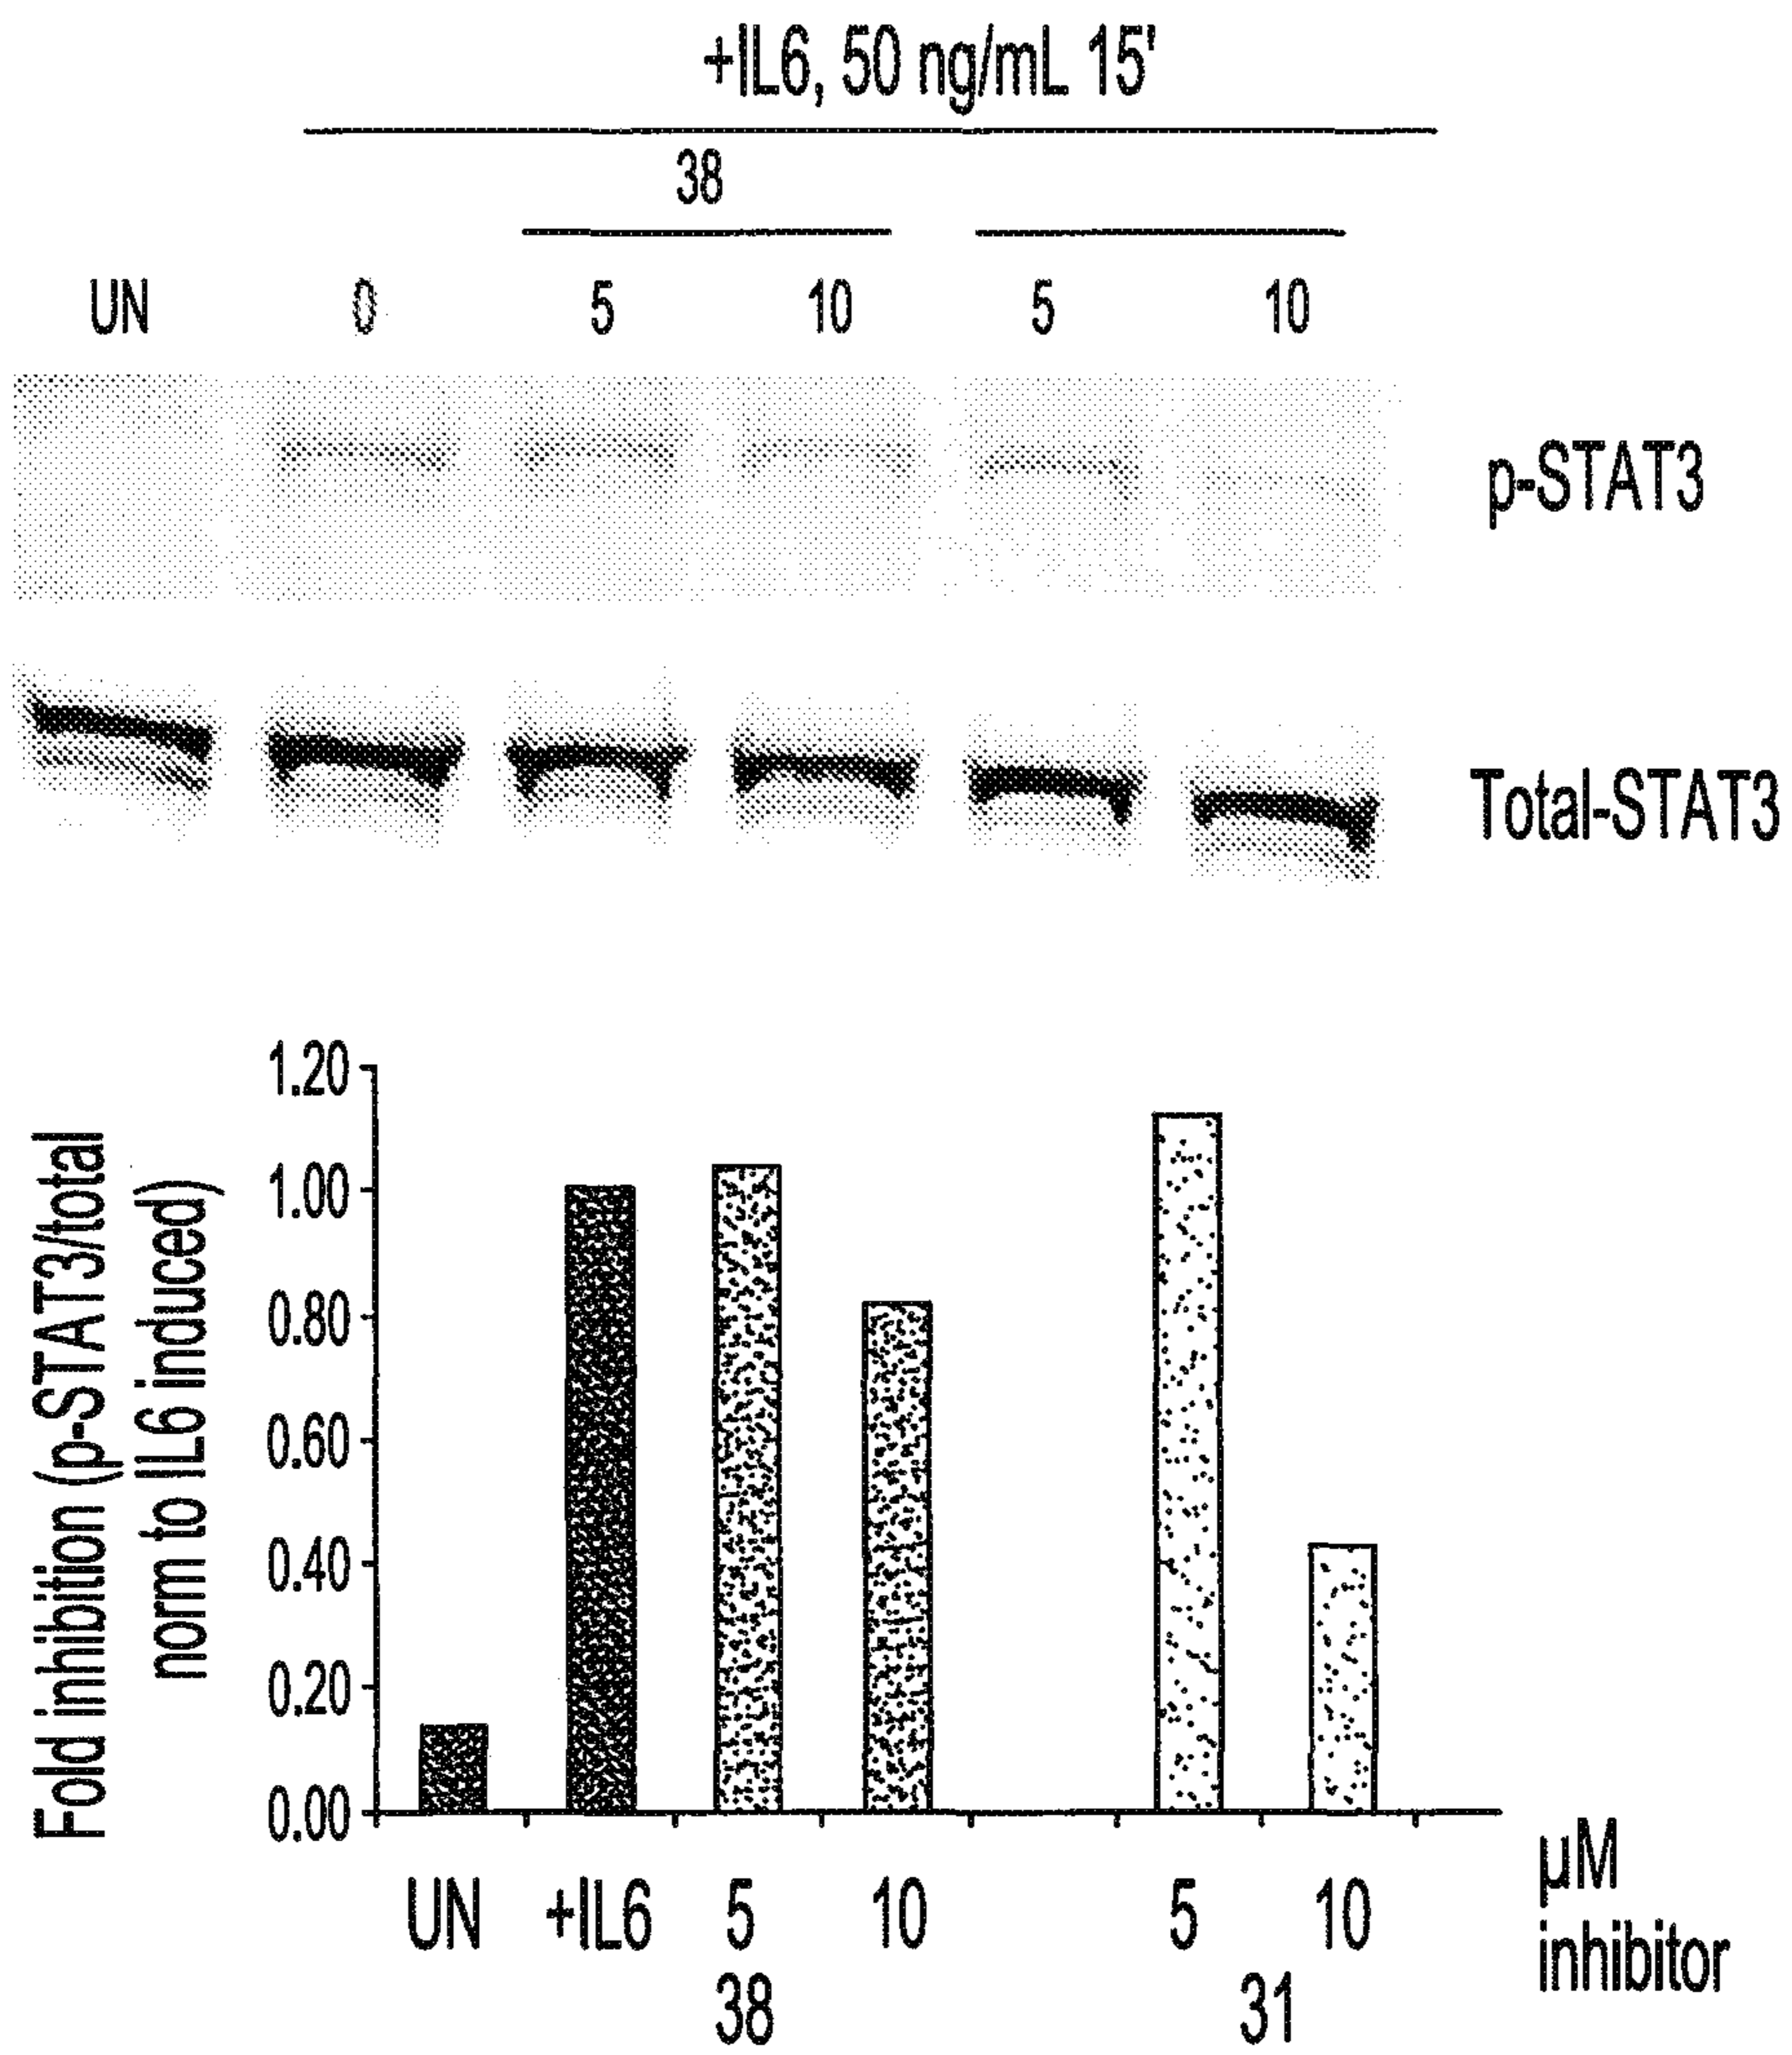 +IL6, 50 ng/mL 15'
38
UN 0 5 10 5 10
p-STAT3
Total-STAT3
Fold inhibition (p-STAT3/total
norm to IL6 induced)
1.20
1.00
0.80
0.60
0.40
0.20
0.00
UN +IL6 5 10 5 10
38 31
µM
inhibitor